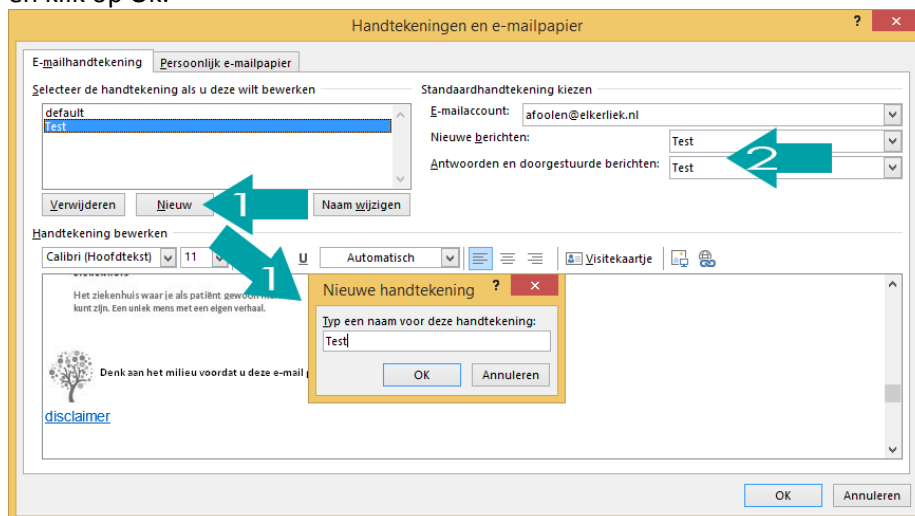 Handtekeningen en e-mailpapier
?
×
E-mailhandtekening Persoonlijk e-mailpapier
Selecteer de handtekening als u deze wilt bewerken
default
Test
Verwijderen Nieuw 1 Naam wijzigen
Standaardhandtekening kiezen
E-mailaccount: afoolen@elkerliek.nl
Nieuwe berichten: Test
Antwoorden en doorgestuurde berichten: Test
2
Handtekening bewerken
Calibri (Hoofdtekst) 11 U Automatisch Visitekaartje
1
Het ziekenhuis waar je als patiënt gewoon
kunt zijn. Een uniek mens met een eigen verhaal.
Denk aan het milieu voordat u deze e-mail
disclaimer
Nieuwe handtekening ? ×
Typ een naam voor deze handtekening:
Test
OK Annuleren
OK Annuleren